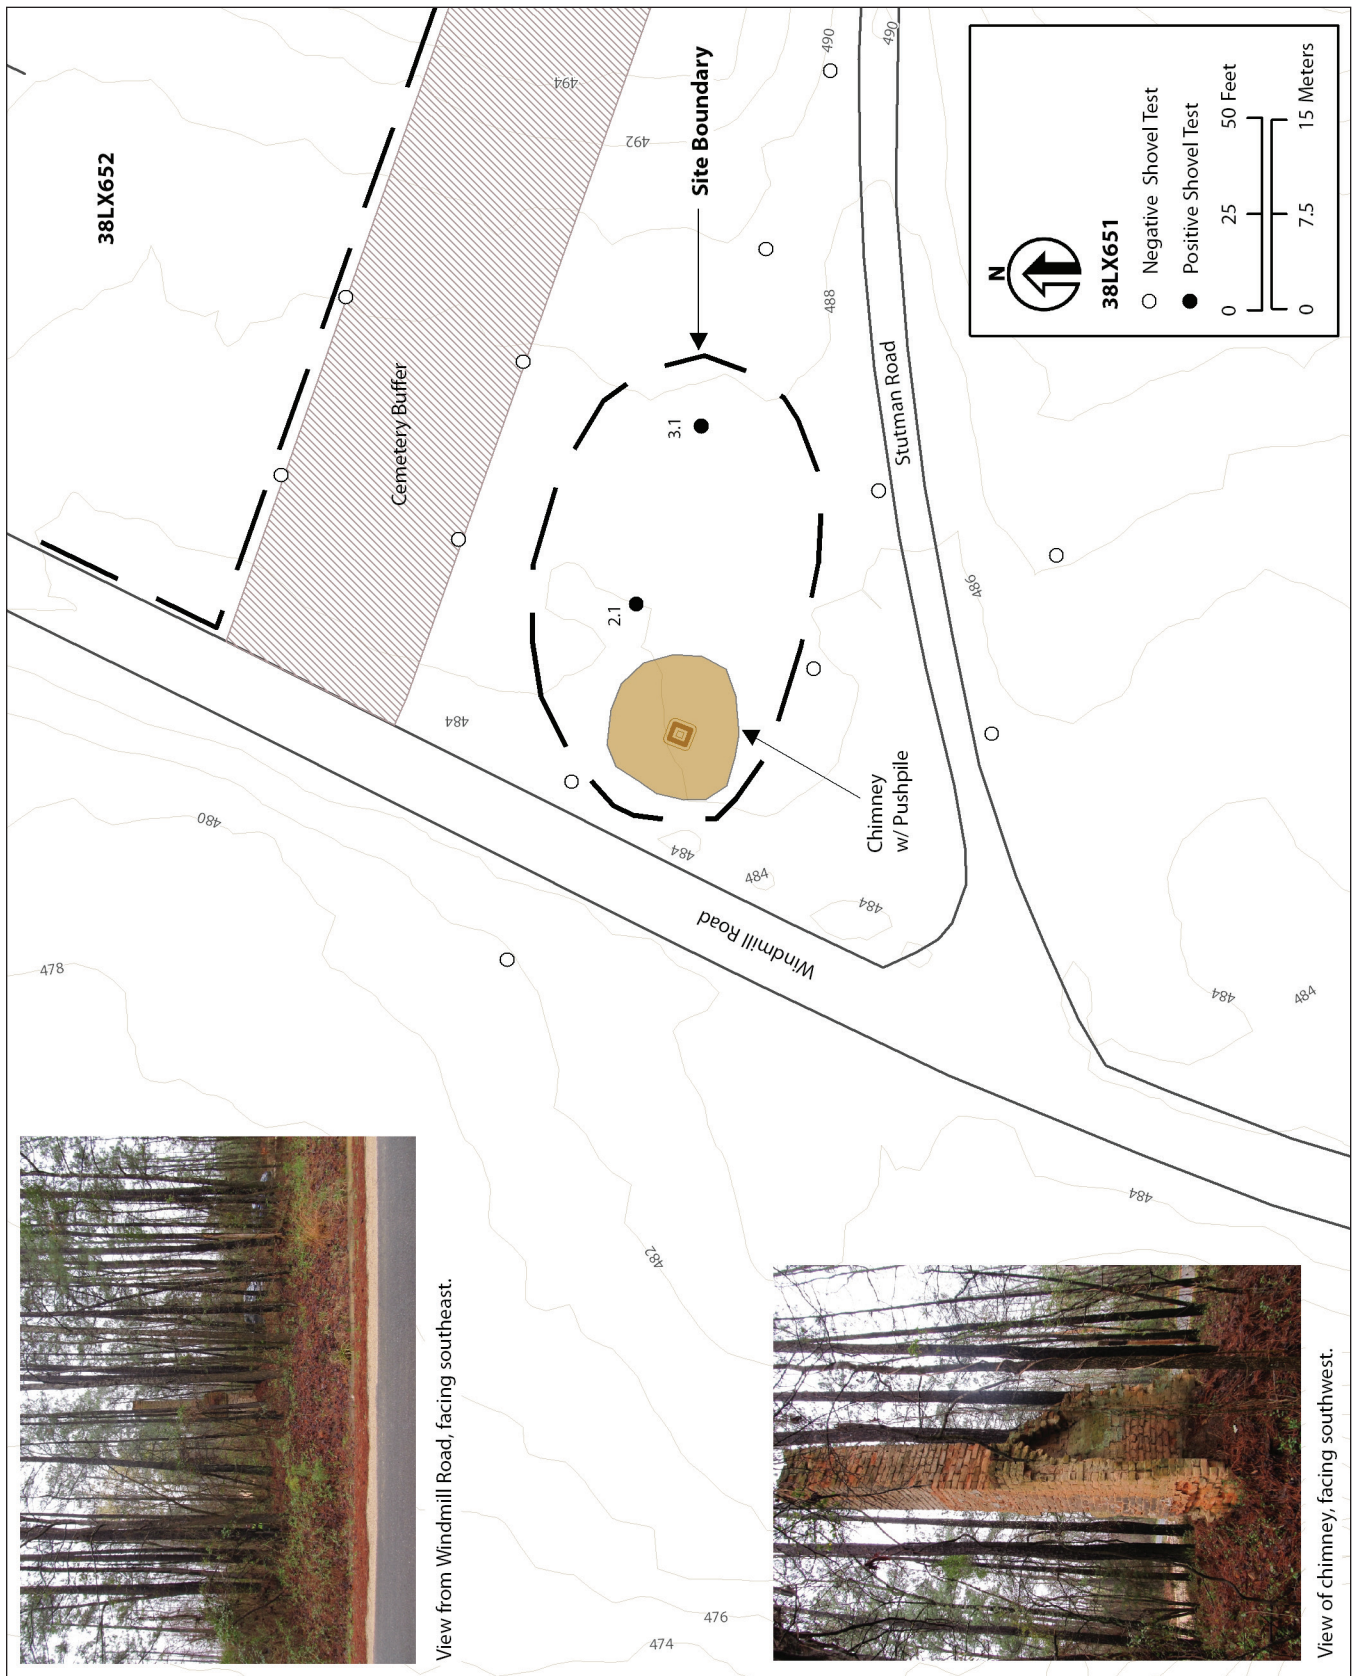 38LX652
Cemetery Buffer
494
492
Site Boundary
490
490
488
3.1
2.1
Stutman Road
486
484
484
484
484
Chimney
w/ Pushpile
Windmill Road
480
478
482
484
484
484
476
474
N
38LX651
Negative Shovel Test
Positive Shovel Test
0 25 50 Feet
0 7.5 15 Meters
View from Windmill Road, facing southeast.
View of chimney, facing southwest.